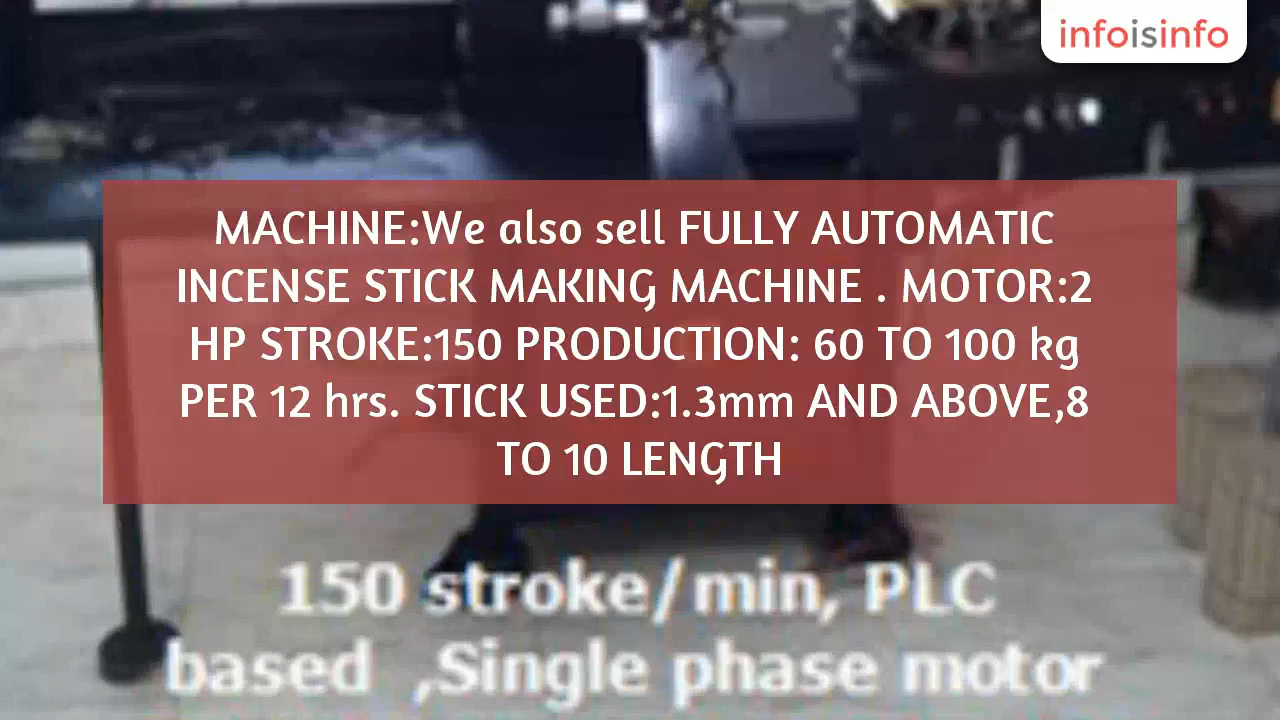 infoisinfo
MACHINE:We also sell FULLY AUTOMATIC
INCENSE STICK MAKING MACHINE . MOTOR:2
HP STROKE:150 PRODUCTION: 60 TO 100 kg
PER 12 hrs. STICK USED:1.3mm AND ABOVE,8
TO 10 LENGTH
150 stroke/min, PLC
based ,Single phase motor